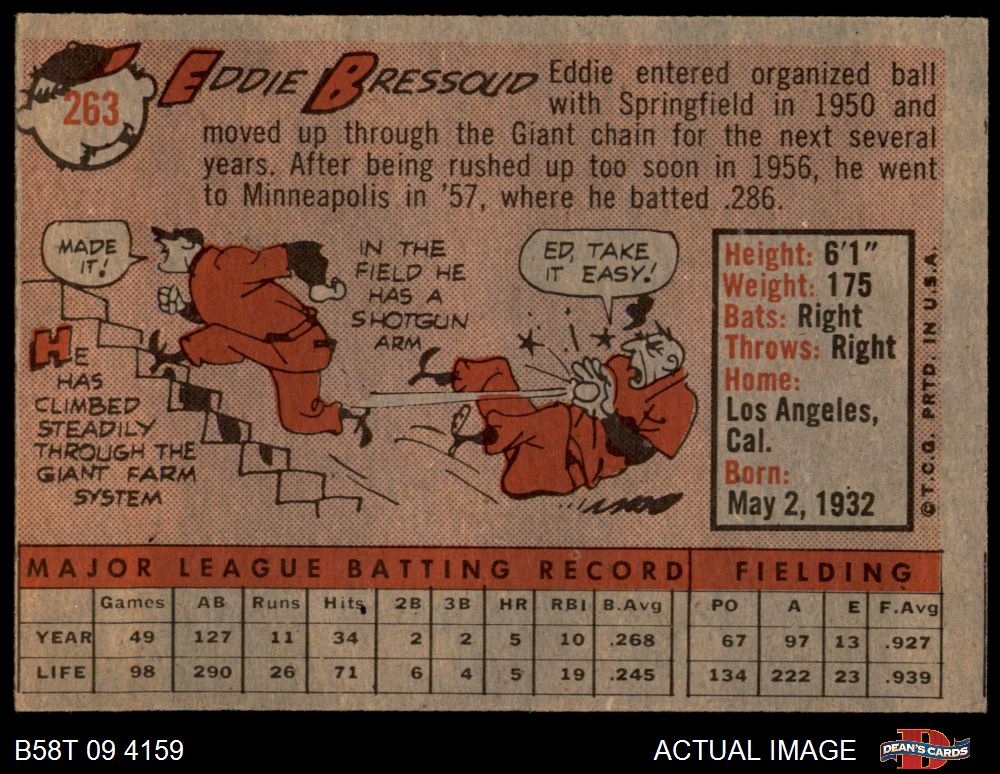 263
EDDIE BRESSOUD
Eddie entered organized ball
with Springfield in 1950 and
moved up through the Giant chain for the next several
years. After being rushed up too soon in 1956, he went
to Minneapolis in '57, where he batted .286.
MADE
IT!
HE
HAS
CLIMBED
STEADILY
THROUGH THE
GIANT FARM
SYSTEM
IN THE
FIELD HE
HAS A
SHOTGUN
ARM
ED, TAKE
IT EASY!
Height: 6'1"
Weight: 175
Bats: Right
Throws: Right
Home:
Los Angeles,
Cal.
Born:
May 2, 1932
© T.C.G. PRTD. IN U.S.A.
MAJOR LEAGUE BATTING RECORD FIELDING
Games AB Runs Hits 2B 3B HR RBI B.Avg PO A E F.Avg
YEAR 49 127 11 34 2 2 5 10 .268 67 97 13 .927
LIFE 98 290 26 71 6 4 5 19 .245 134 222 23 .939
B58T 09 4159 ACTUAL IMAGE DEAN'S CARDS